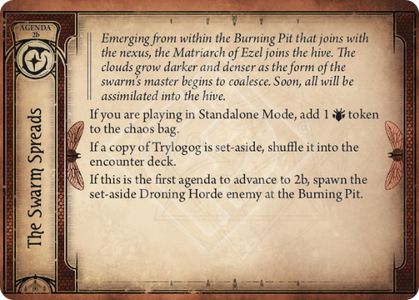 AGENDA
2b
The Swarm Spreads
Emerging from within the Burning Pit that joins with
the nexus, the Matriarch of Ezel joins the hive. The
clouds grow darker and denser as the form of the
swarm's master begins to coalesce. Soon, all will be
assimilated into the hive.
If you are playing in Standalone Mode, add 1 token
to the chaos bag.
If a copy of Trylogog is set-aside, shuffle it into the
encounter deck.
If this is the first agenda to advance to 2b, spawn the
set-aside Droning Horde enemy at the Burning Pit.